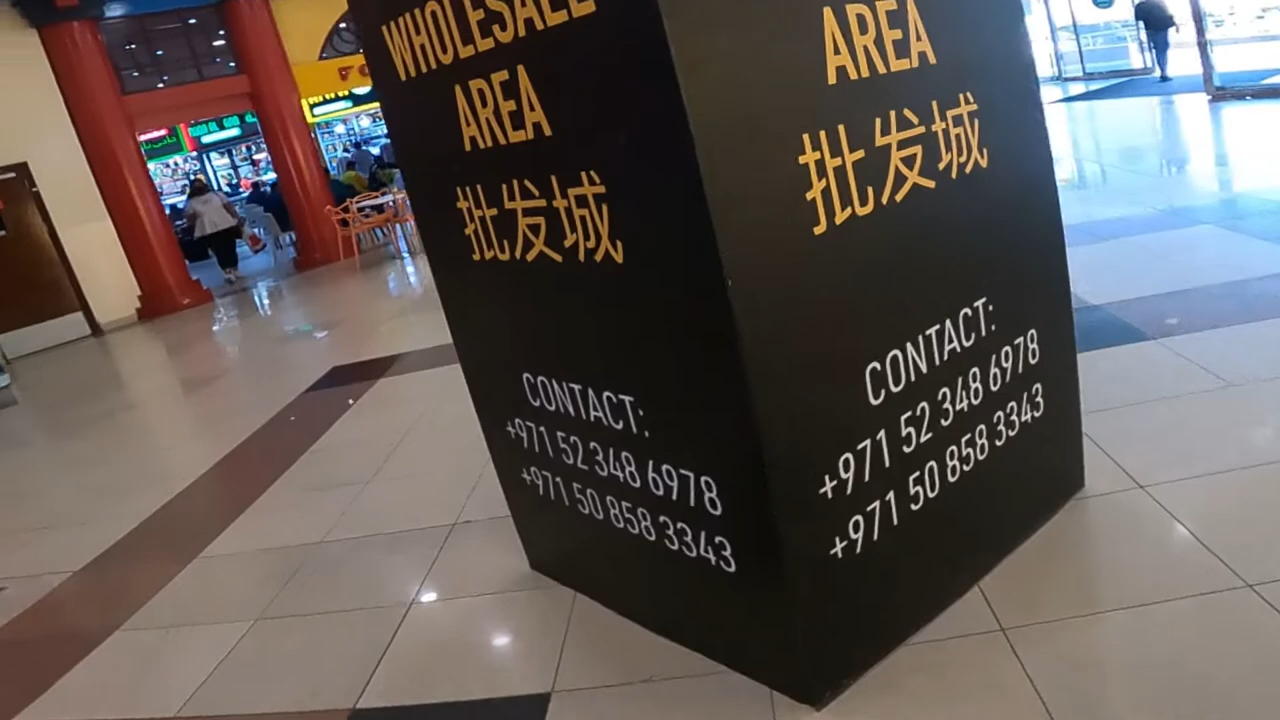 WHOLESALE
AREA
批发城
CONTACT:
+971 52 348 6978
+971 50 858 3343
AREA
批发城
CONTACT:
+971 52 348 6978
+971 50 858 3343